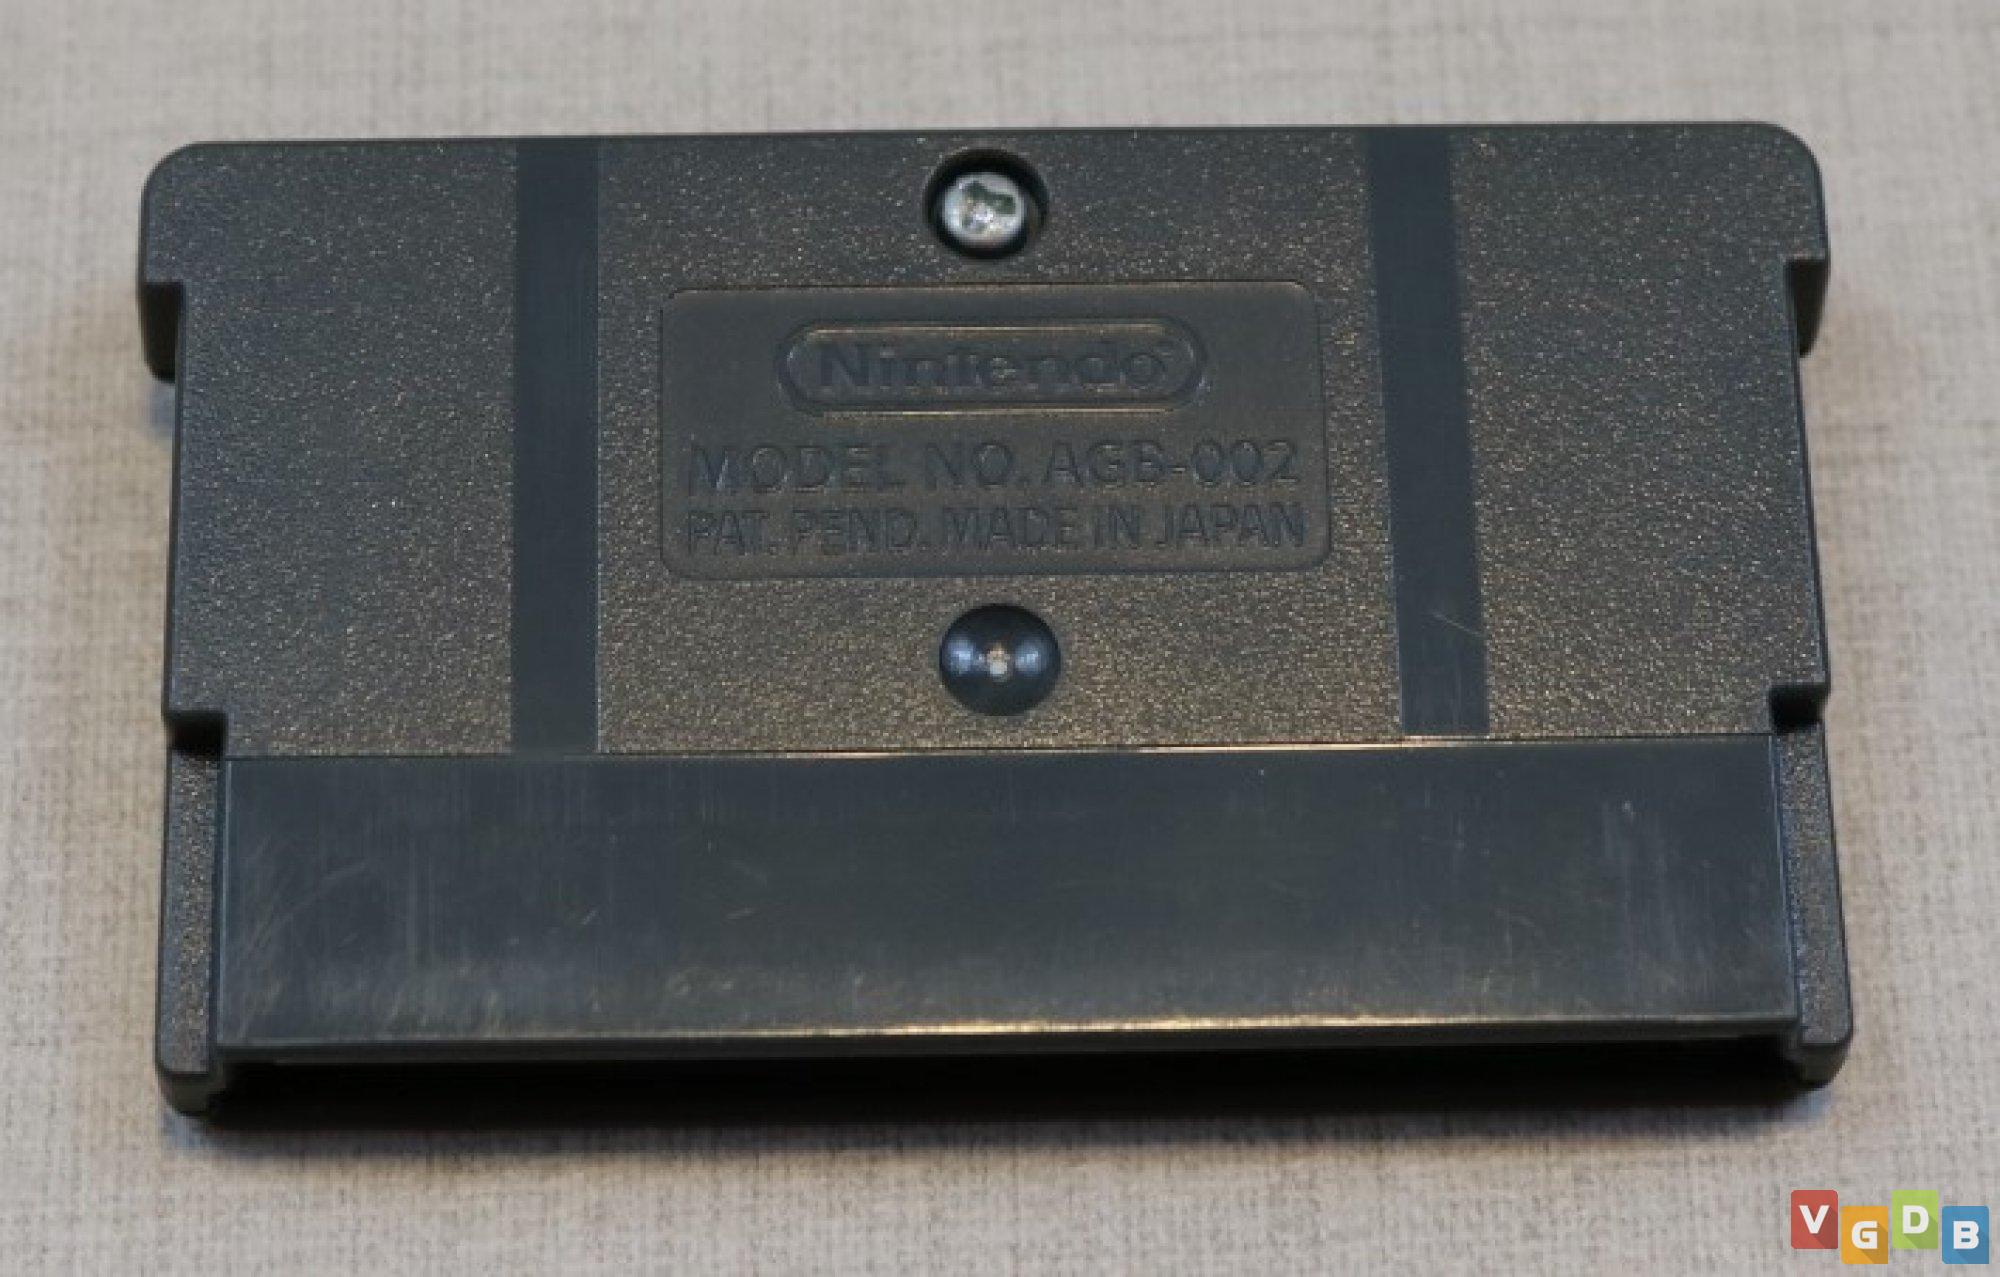 Nintendo
MODEL NO. AGB-002
PAT. PEND. MADE IN JAPAN
VGDB